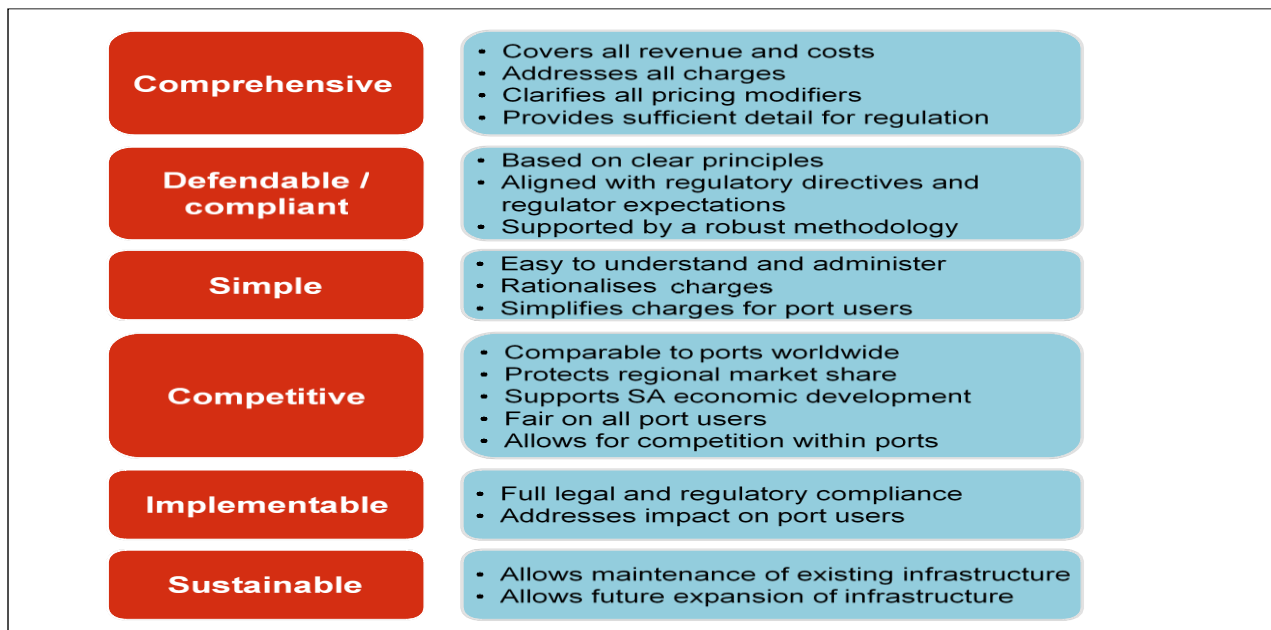 Comprehensive
• Covers all revenue and costs
• Addresses all charges
• Clarifies all pricing modifiers
• Provides sufficient detail for regulation
Defendable /
compliant
• Based on clear principles
• Aligned with regulatory directives and
regulator expectations
• Supported by a robust methodology
Simple
• Easy to understand and administer
• Rationalises charges
• Simplifies charges for port users
Competitive
• Comparable to ports worldwide
• Protects regional market share
• Supports SA economic development
• Fair on all port users
• Allows for competition within ports
Implementable
• Full legal and regulatory compliance
• Addresses impact on port users
Sustainable
• Allows maintenance of existing infrastructure
• Allows future expansion of infrastructure